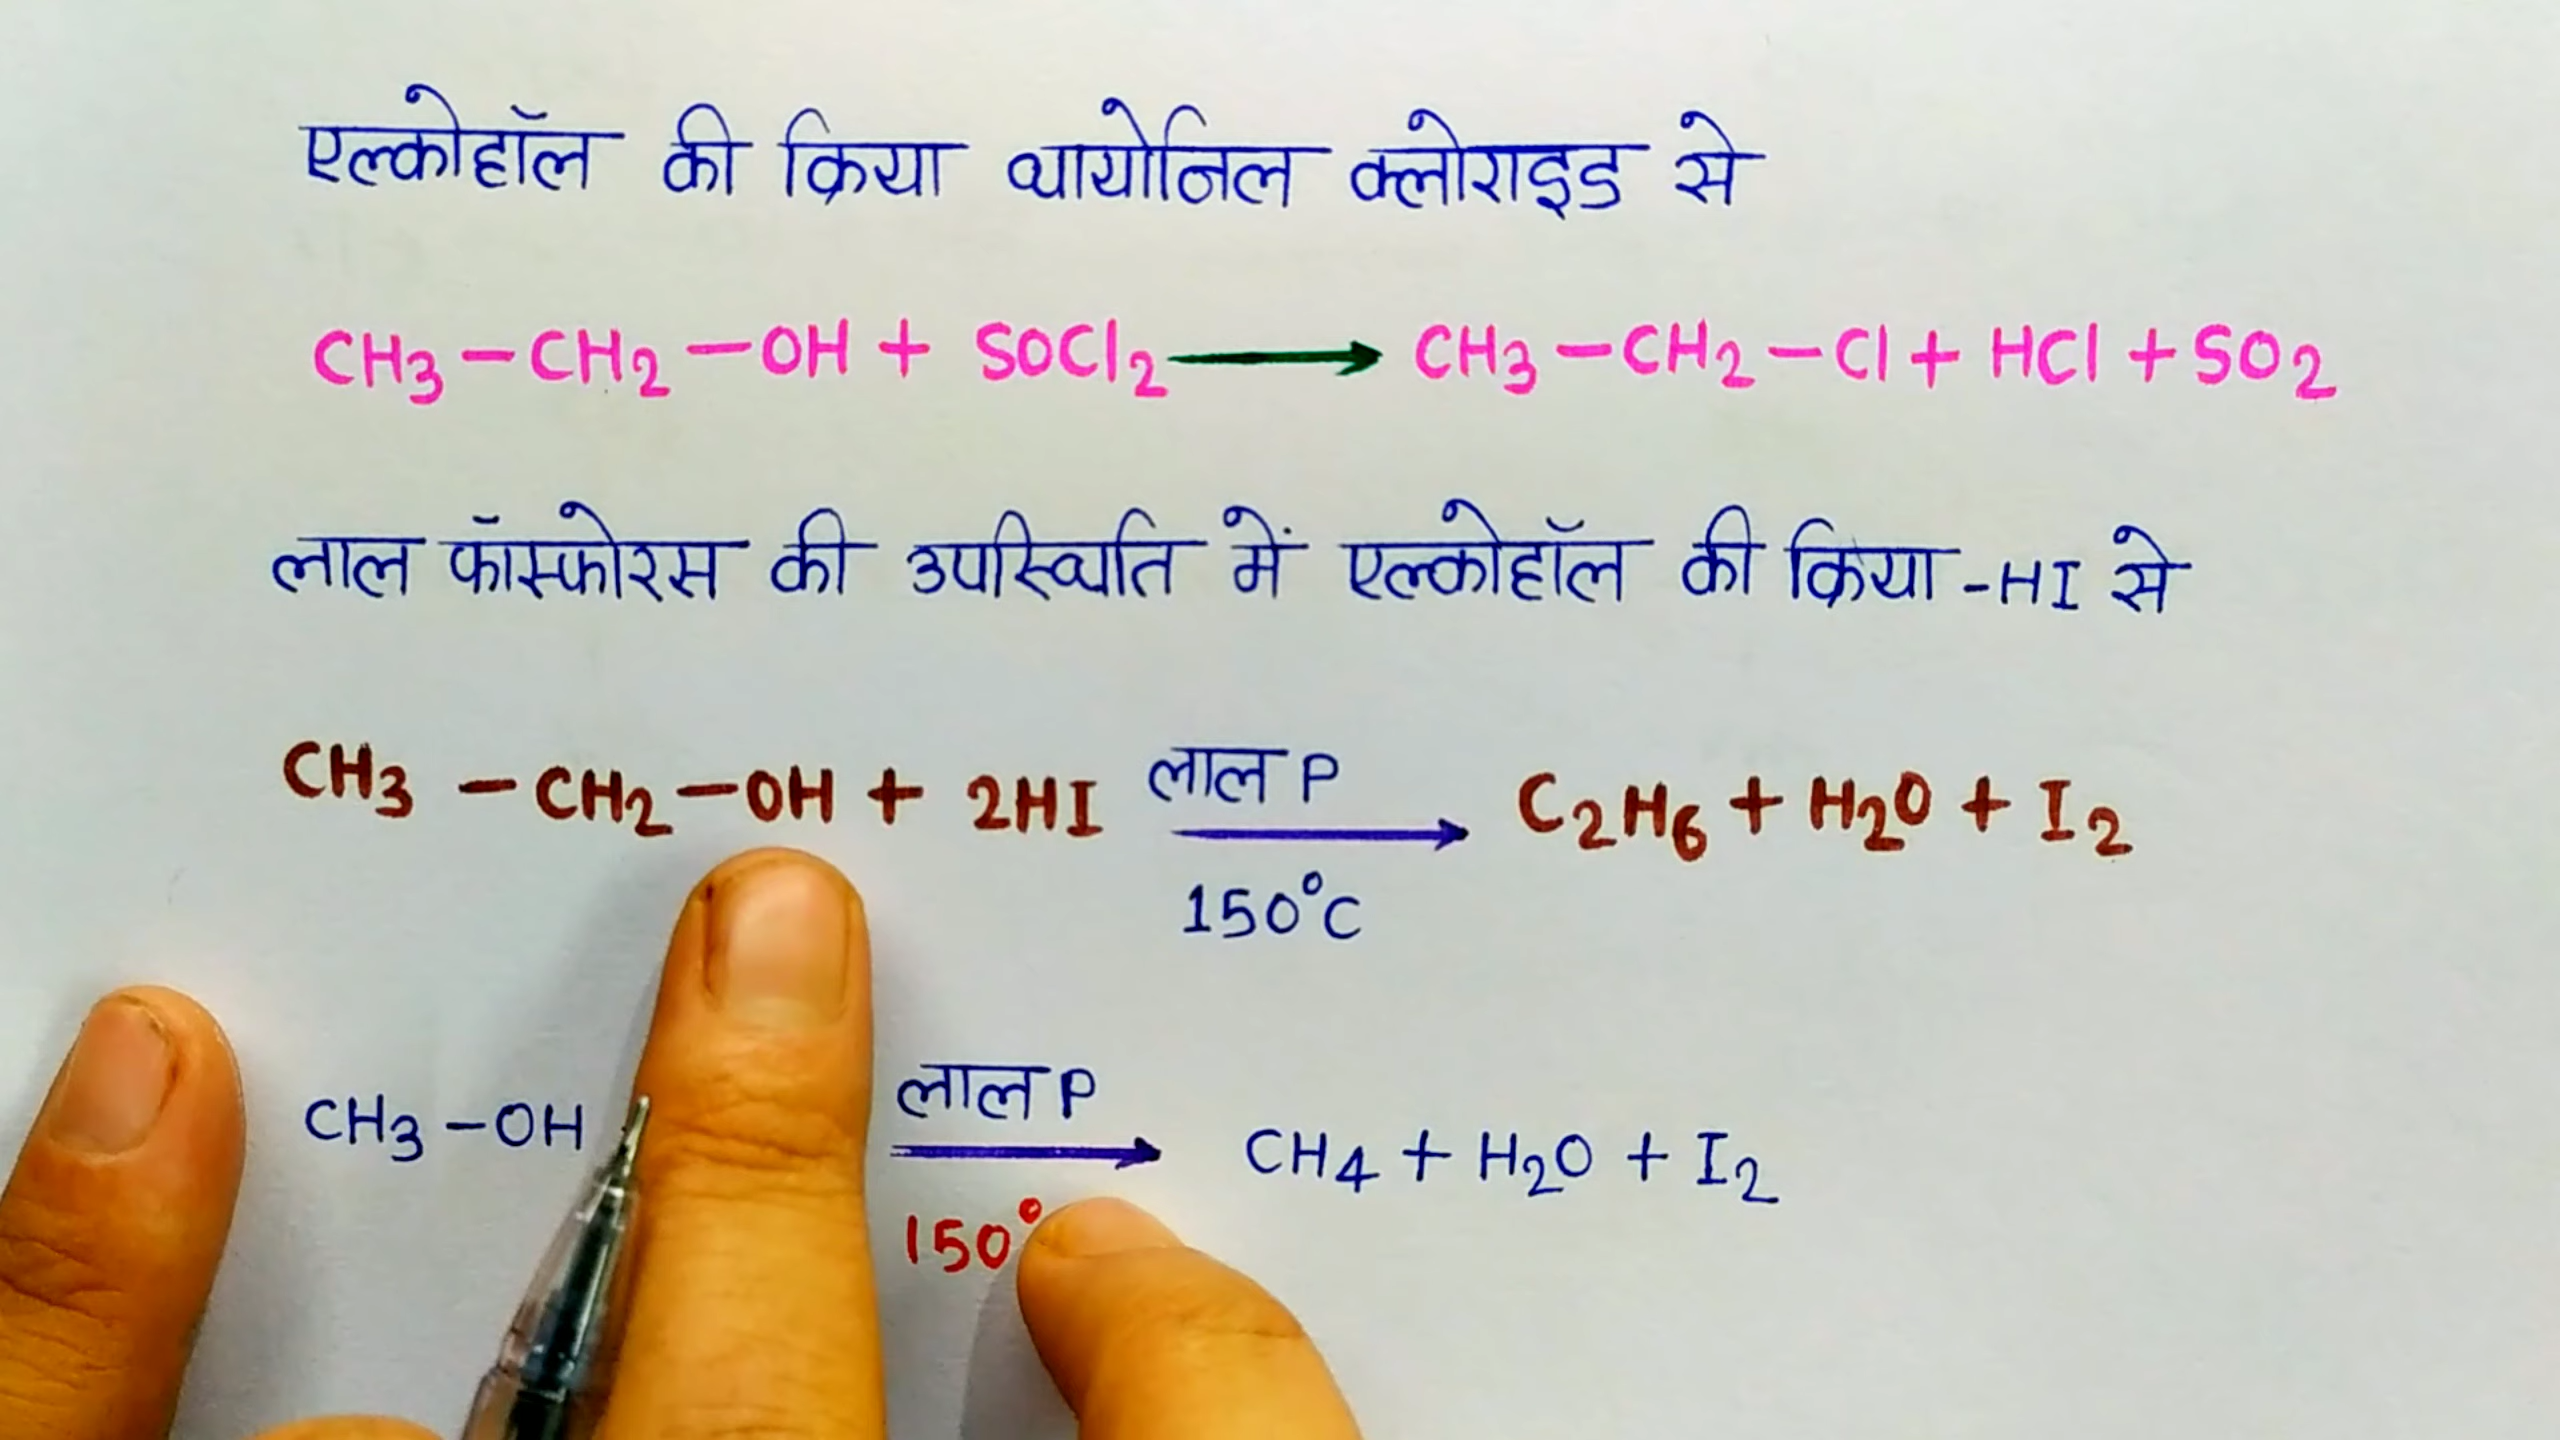 एल्कोहॉल की क्रिया थायोनिल क्लोराइड से
CH3 – CH2 – OH + SOCl2 → CH3 – CH2 – Cl + HCl + SO2
लाल फॉस्फोरस की उपस्थिति में एल्कोहॉल की क्रिया - HI से
लाल P
CH3 – CH2 – OH + 2HI → C2H6 + H2O + I2
150°C
लाल P
CH3 – OH → CH4 + H2O + I2
150°